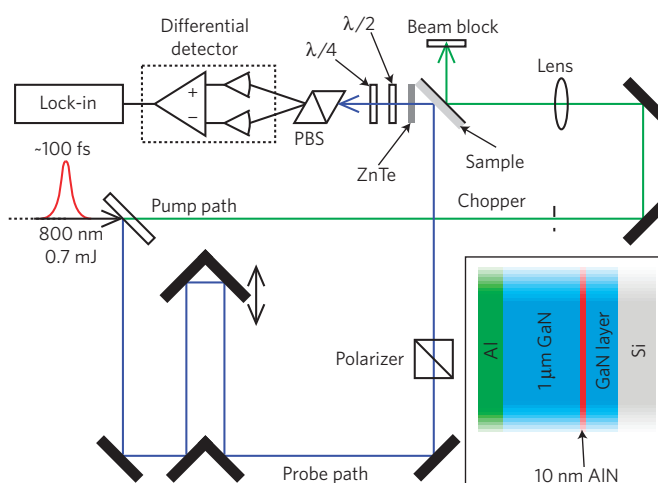 Differential
detector
λ/4
λ/2
Beam block
Lens
Lock-in
+
−
PBS
ZnTe
Sample
~100 fs
Pump path
Chopper
800 nm
0.7 mJ
Polarizer
Probe path
Al
1 µm GaN
GaN layer
Si
10 nm AlN